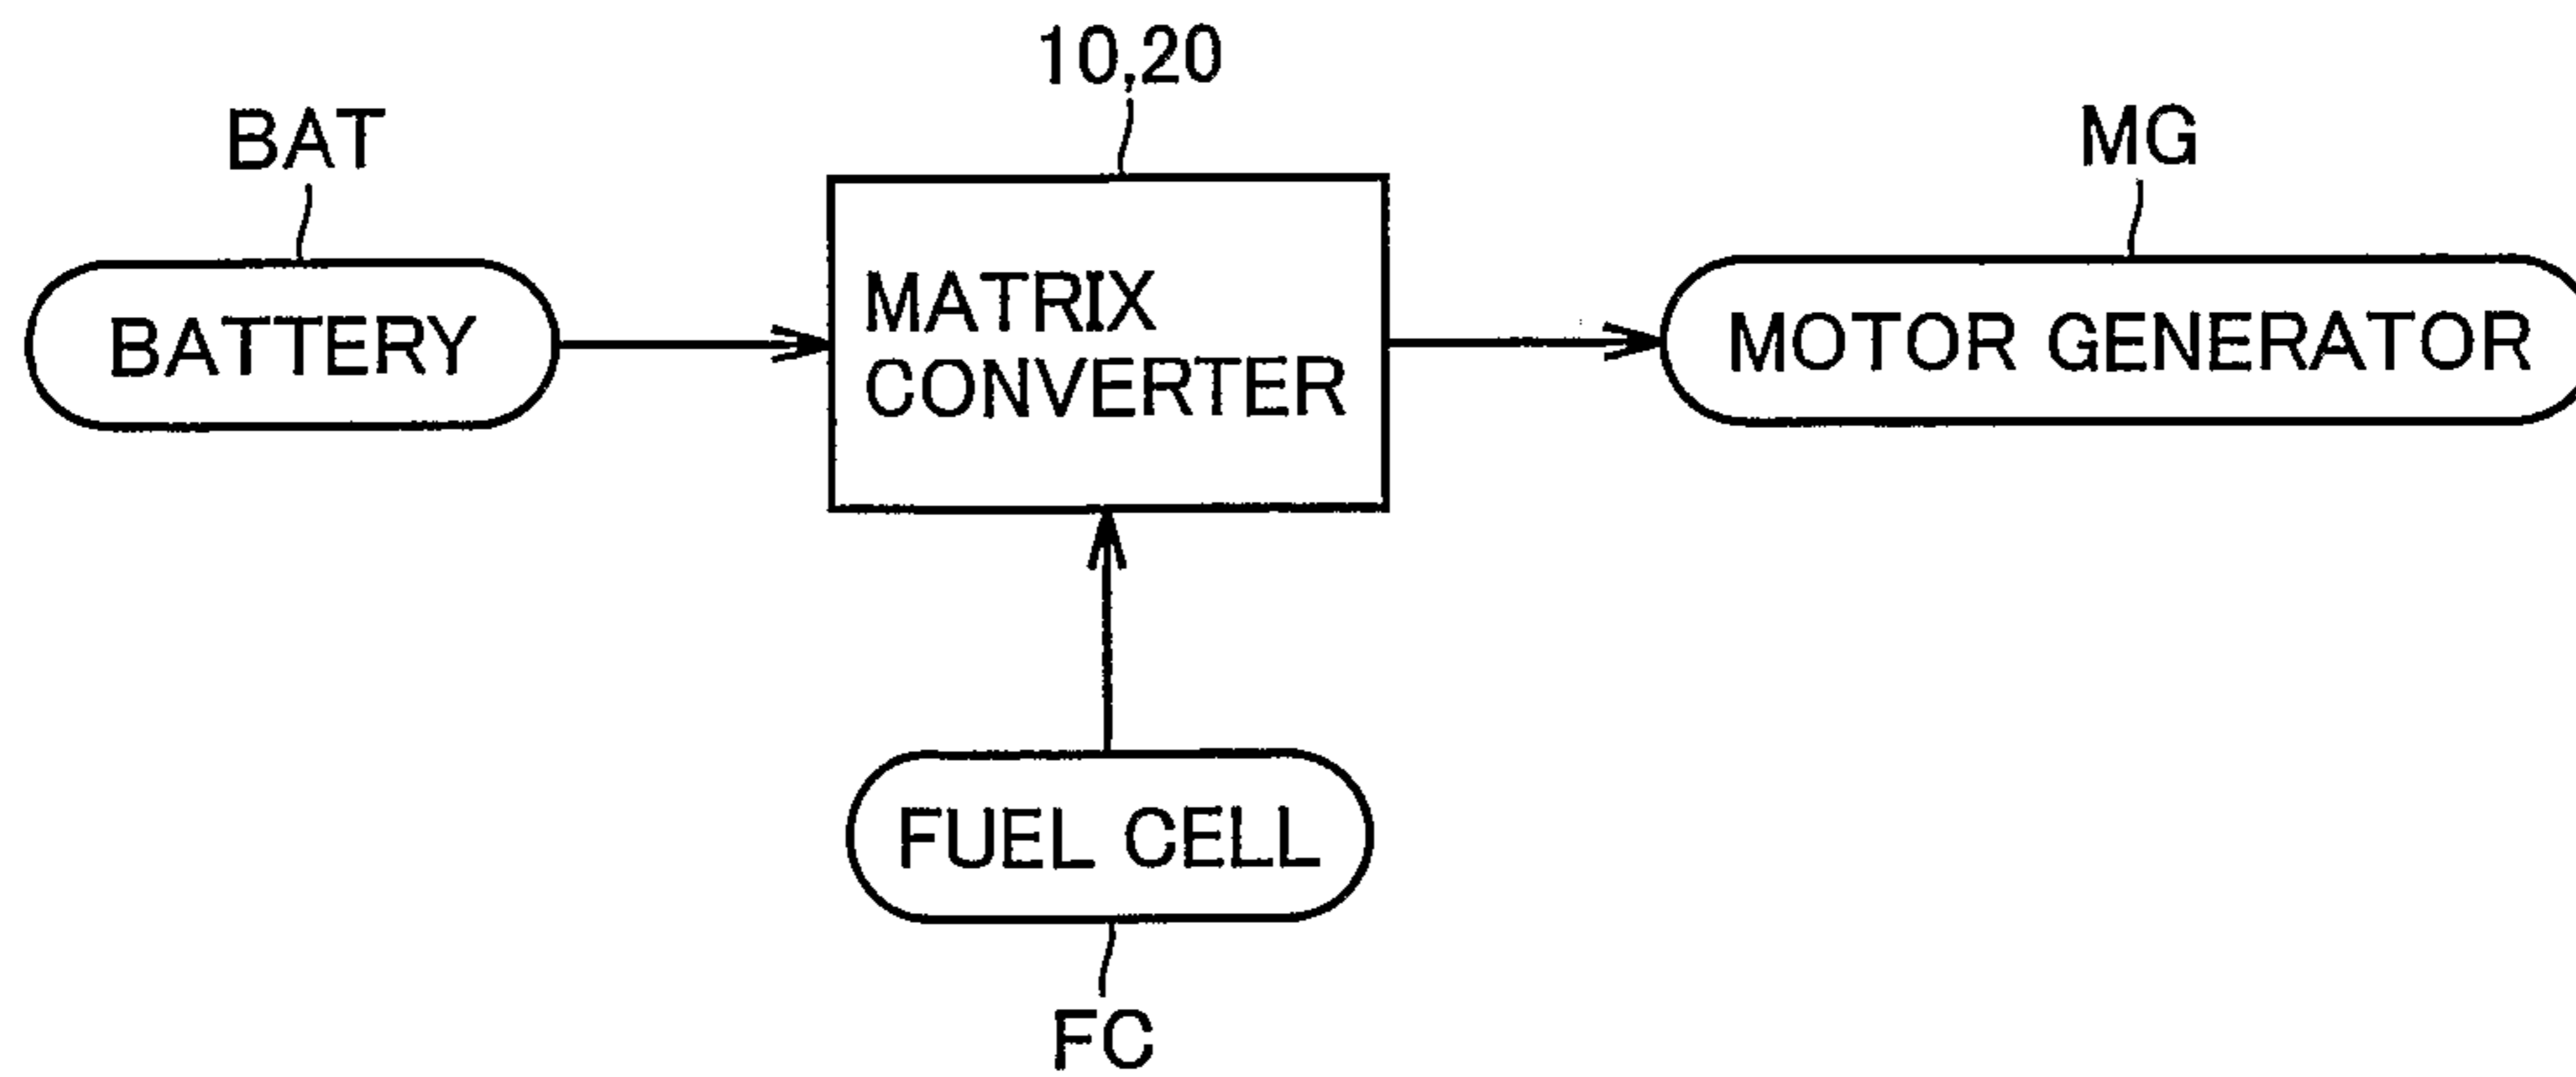 10,20
BAT
MG
BATTERY
MATRIX
CONVERTER
MOTOR GENERATOR
FUEL CELL
FC